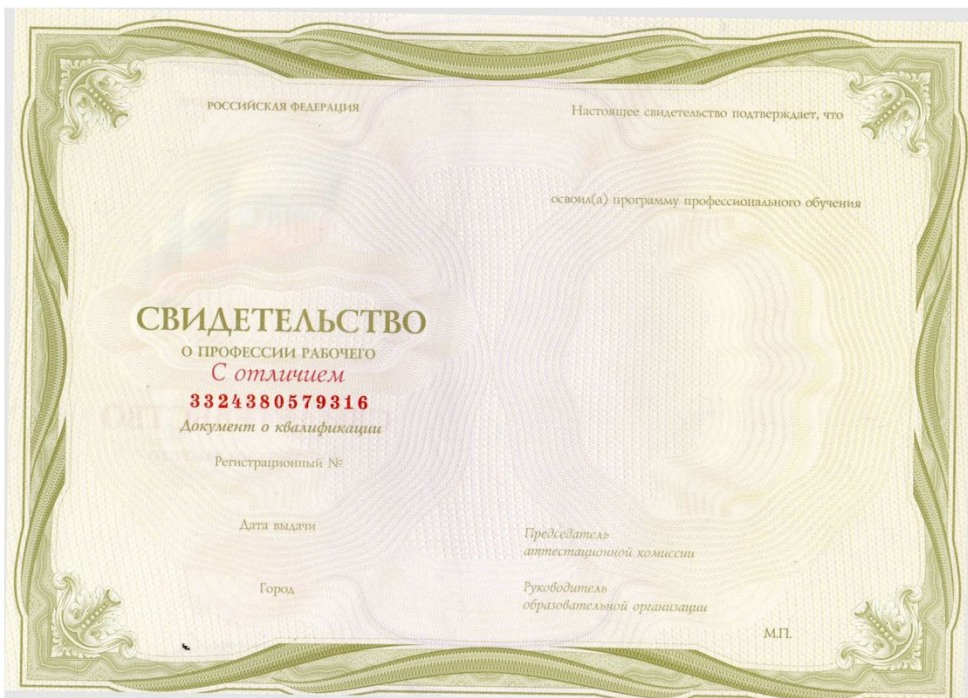 РОССИЙСКАЯ ФЕДЕРАЦИЯ
СВИДЕТЕЛЬСТВО
О ПРОФЕССИИ РАБОЧЕГО
С отличием
3324380579316
Документ о квалификации
Регистрационный №
Дата выдачи
Город
Настоящее свидетельство подтверждает, что
освоил(а) программу профессионального обучения
Председатель
аттестационной комиссии
Руководитель
образовательной организации
М.П.